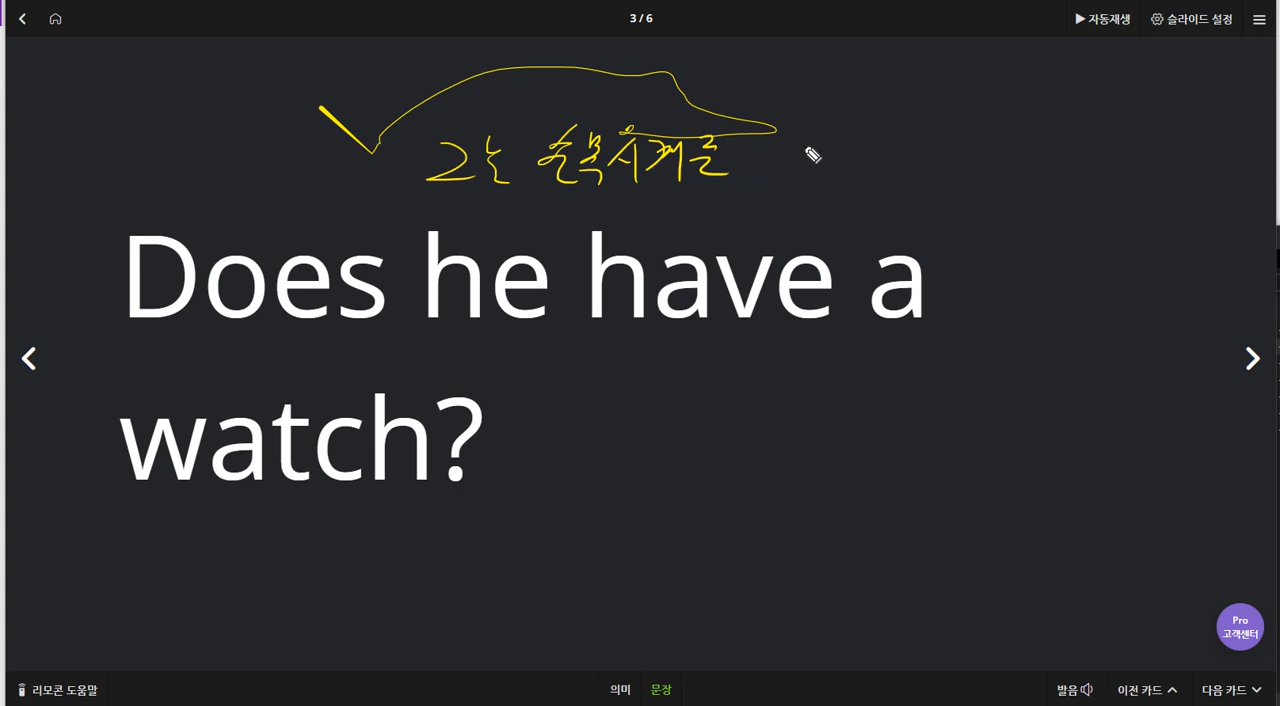 3 / 6
자동재생
슬라이드 설정
그는 손목시계를
Does he have a
watch?
Pro
고객센터
리모콘 도움말
의미
문장
발음
이전 카드
다음 카드